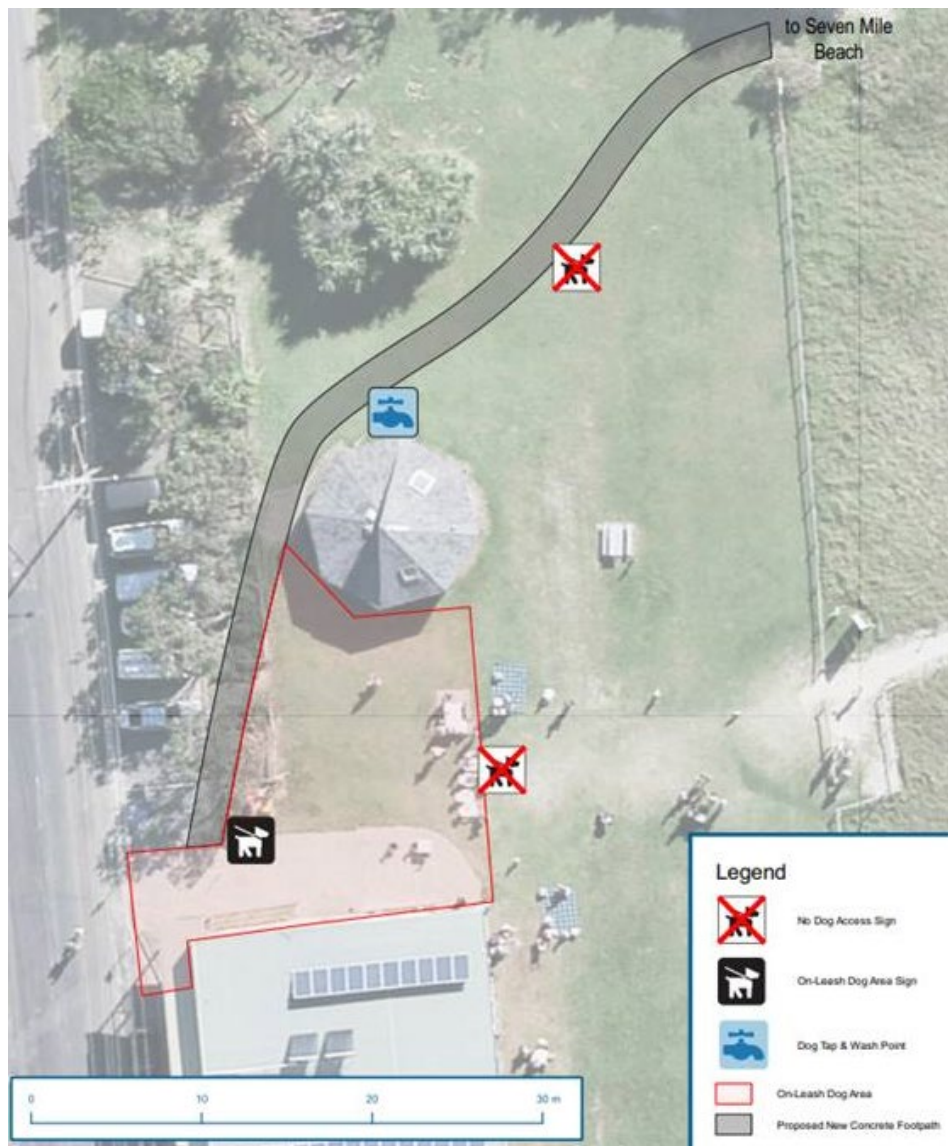 to Seven Mile
Beach
Legend
No Dog Access Sign
On-Leash Dog Area Sign
Dog Tap & Wash Point
On-Leash Dog Area
Proposed New Concrete Footpath
0 10 20 30 m